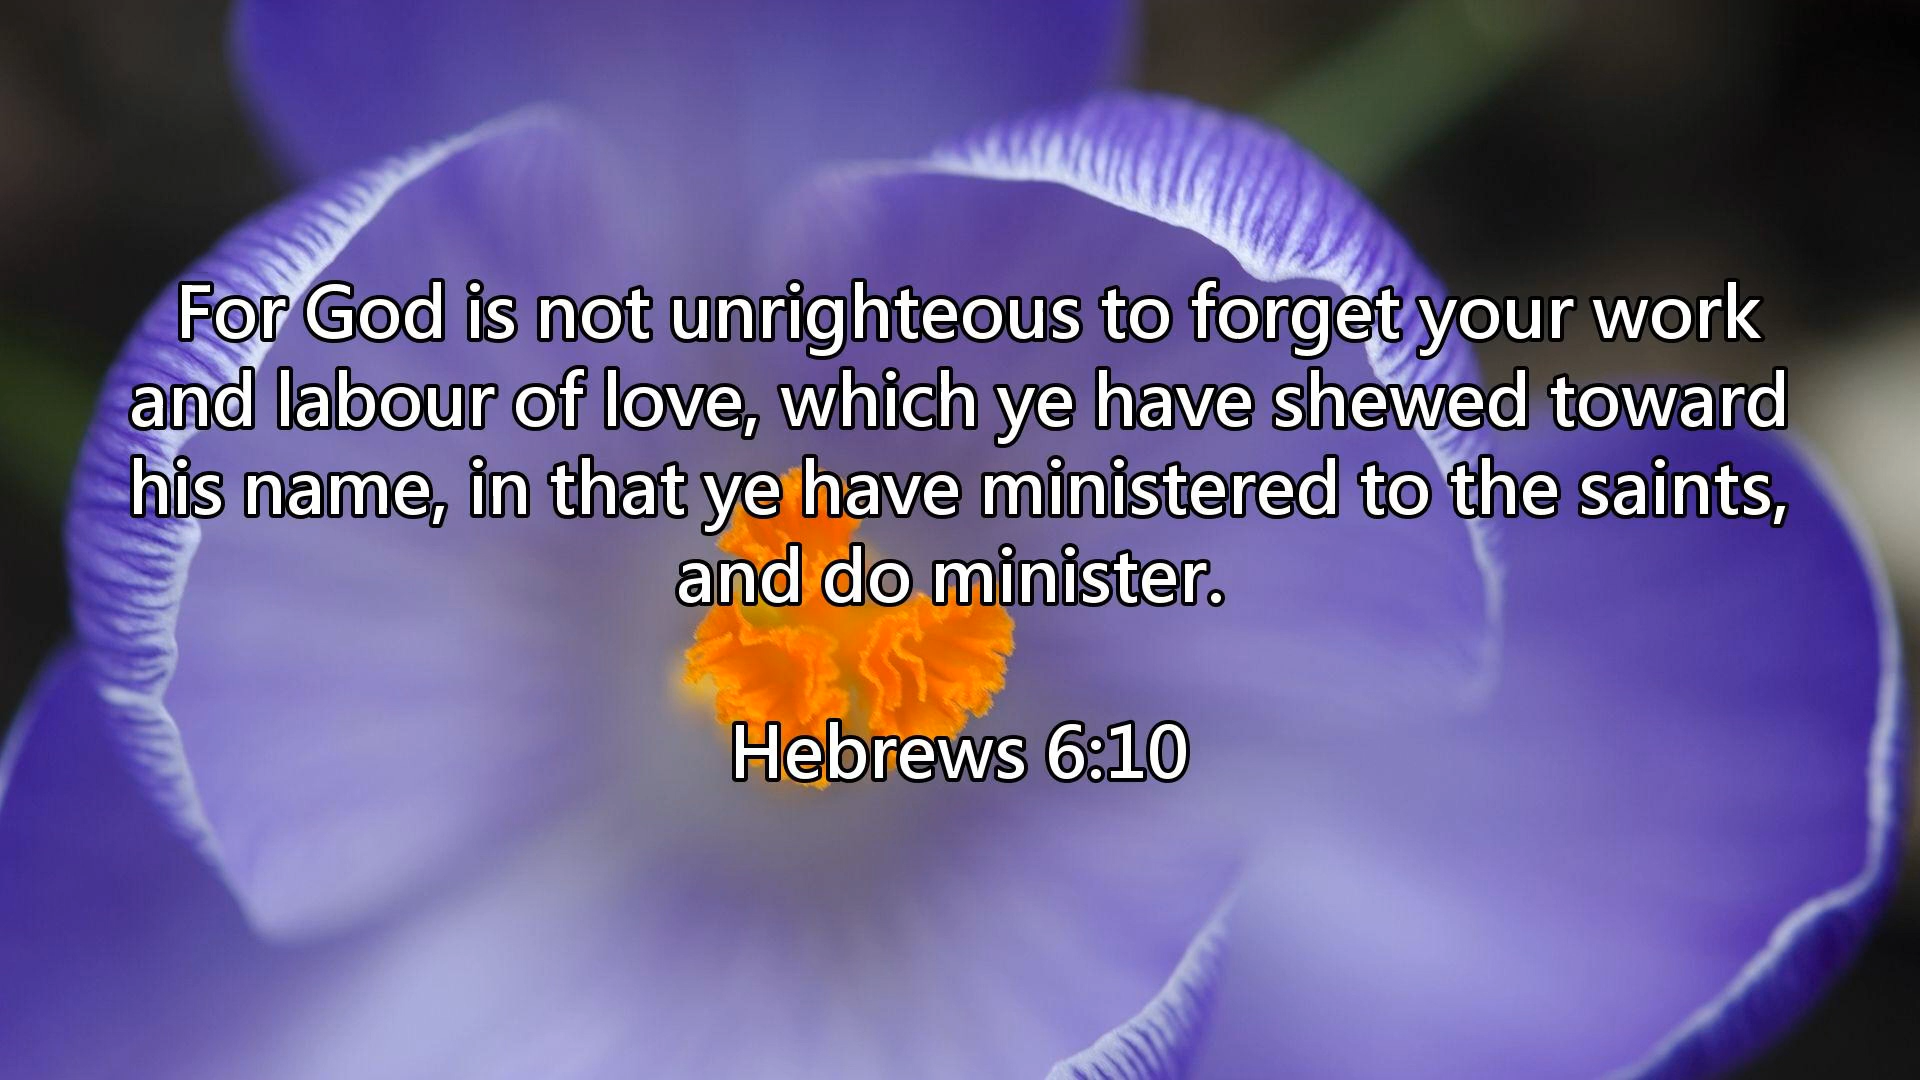 For God is not unrighteous to forget your work
and labour of love, which ye have shewed toward
his name, in that ye have ministered to the saints,
and do minister.
Hebrews 6:10